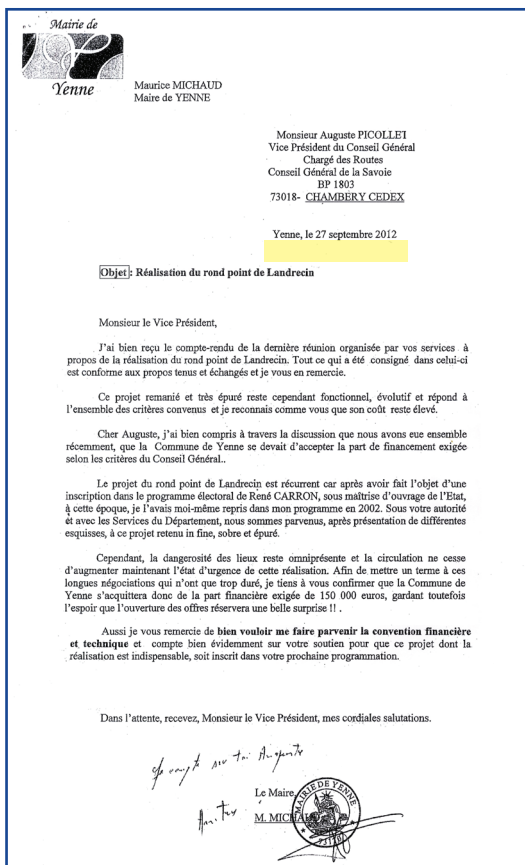 Mairie de
Yenne
Maurice MICHAUD
Maire de YENNE
Monsieur Auguste PICOLLET
Vice Président du Conseil Général
Chargé des Routes
Conseil Général de la Savoie
BP 1803
73018- CHAMBERY CEDEX
Yenne, le 27 septembre 2012
Objet : Réalisation du rond point de Landrecin
Monsieur le Vice Président,
J'ai bien reçu le compte-rendu de la dernière réunion organisée par vos services à
propos de la réalisation du rond point de Landrecin. Tout ce qui a été consigné dans celui-ci
est conforme aux propos tenus et échangés et je vous en remercie.
Ce projet remanié et très épuré reste cependant fonctionnel, évolutif et répond à
l'ensemble des critères convenus et je reconnais comme vous que son coût reste élevé.
Cher Auguste, j'ai bien compris à travers la discussion que nous avons eue ensemble
récemment, que la Commune de Yenne se devait d'accepter la part de financement exigée
selon les critères du Conseil Général..
Le projet du rond point de Landrecin est récurrent car après avoir fait l'objet d'une
inscription dans le programme électoral de René CARRON, sous maîtrise d'ouvrage de l'Etat,
à cette époque, je l'avais moi-même repris dans mon programme en 2002. Sous votre autorité
et avec les Services du Département, nous sommes parvenus, après présentation de différentes
esquisses, à ce projet retenu in fine, sobre et épuré.
Cependant, la dangerosité des lieux reste omniprésente et la circulation ne cesse
d'augmenter maintenant l'état d'urgence de cette réalisation. Afin de mettre un terme à ces
longues négociations qui n'ont que trop duré, je tiens à vous confirmer que la Commune de
Yenne s'acquittera donc de la part financière exigée de 150 000 euros, gardant toutefois
l'espoir que l'ouverture des offres réservera une belle surprise !! .
Aussi je vous remercie de bien vouloir me faire parvenir la convention financière
et technique et compte bien évidemment sur votre soutien pour que ce projet dont la
réalisation est indispensable, soit inscrit dans votre prochaine programmation.
Dans l'attente, recevez, Monsieur le Vice Président, mes cordiales salutations.
Je compte sur toi Auguste
Amitiés
Le Maire,
M. MICHAUD
MAIRIE DE YENNE
73170